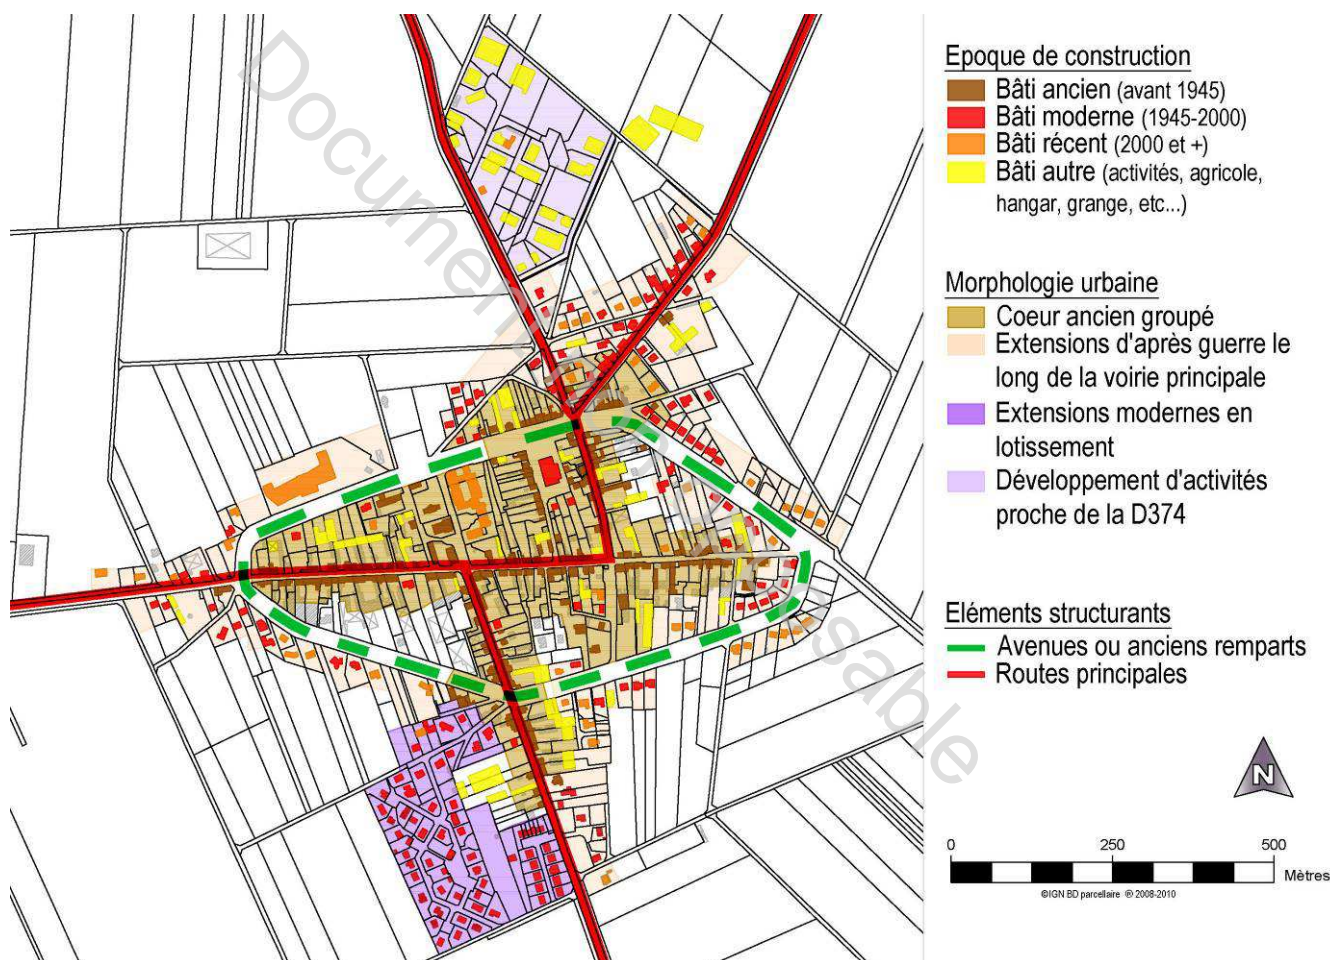 Epoque de construction
Bâti ancien (avant 1945)
Bâti moderne (1945-2000)
Bâti récent (2000 et +)
Bâti autre (activités, agricole,
hangar, grange, etc...)
Morphologie urbaine
Coeur ancien groupé
Extensions d'après guerre le
long de la voirie principale
Extensions modernes en
lotissement
Développement d'activités
proche de la D374
Eléments structurants
Avenues ou anciens remparts
Routes principales
N
0 250 500
Mètres
©IGN BD parcellaire ® 2008-2010